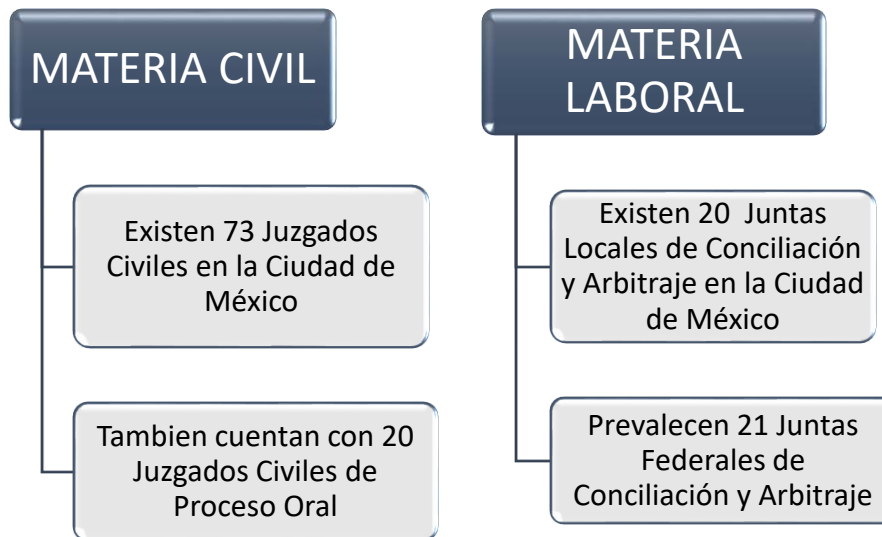 MATERIA CIVIL
Existen 73 Juzgados
Civiles en la Ciudad de
México
Tambien cuentan con 20
Juzgados Civiles de
Proceso Oral
MATERIA
LABORAL
Existen 20 Juntas
Locales de Conciliación
y Arbitraje en la Ciudad
de México
Prevalecen 21 Juntas
Federales de
Conciliación y Arbitraje